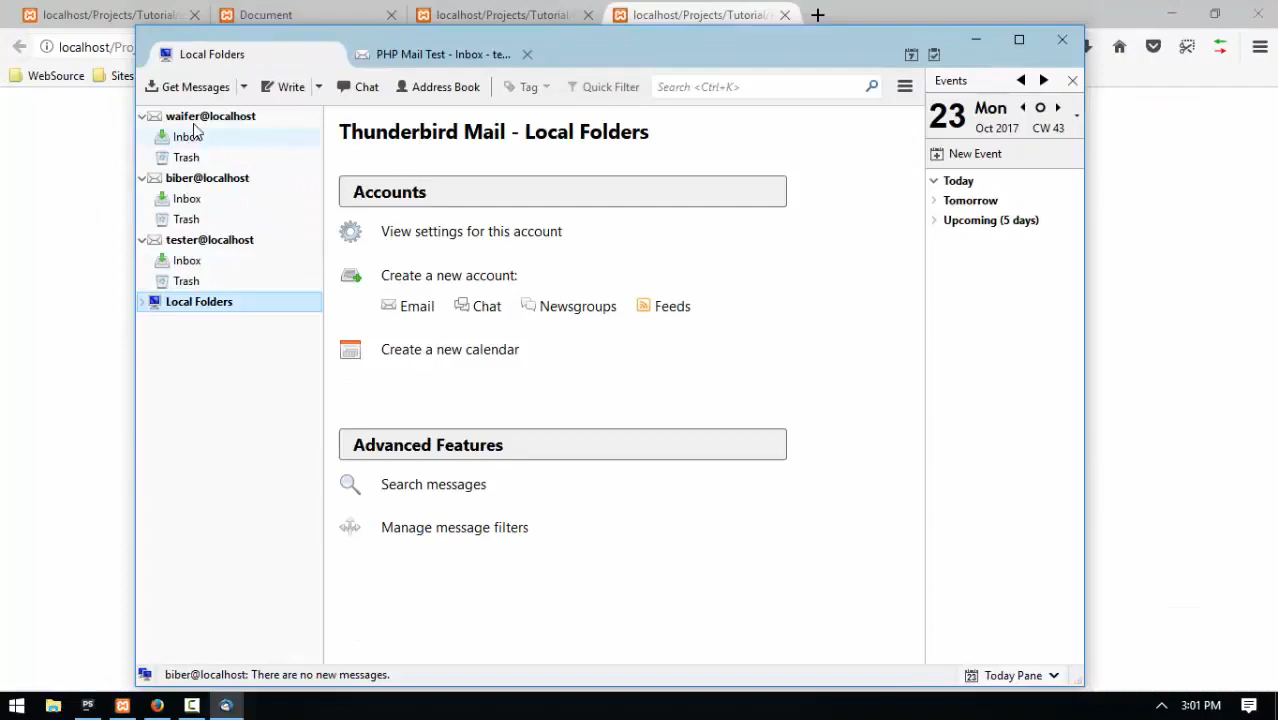 localhost/Projects/Tutorial/
Document
localhost/Projects/Tutorial/
localhost/Projects/Tutorial/
localhost/Pro
WebSource
Sites
Local Folders
PHP Mail Test - Inbox - te...
Get Messages
Write
Chat
Address Book
Tag
Quick Filter
Search <Ctrl+K>
Events
waifer@localhost
Inbox
Trash
biber@localhost
Inbox
Trash
tester@localhost
Inbox
Trash
Local Folders
Thunderbird Mail - Local Folders
Accounts
View settings for this account
Create a new account:
Email
Chat
Newsgroups
Feeds
Create a new calendar
Advanced Features
Search messages
Manage message filters
23
Mon
Oct 2017
CW 43
New Event
Today
Tomorrow
Upcoming (5 days)
biber@localhost: There are no new messages.
23
Today Pane
3:01 PM